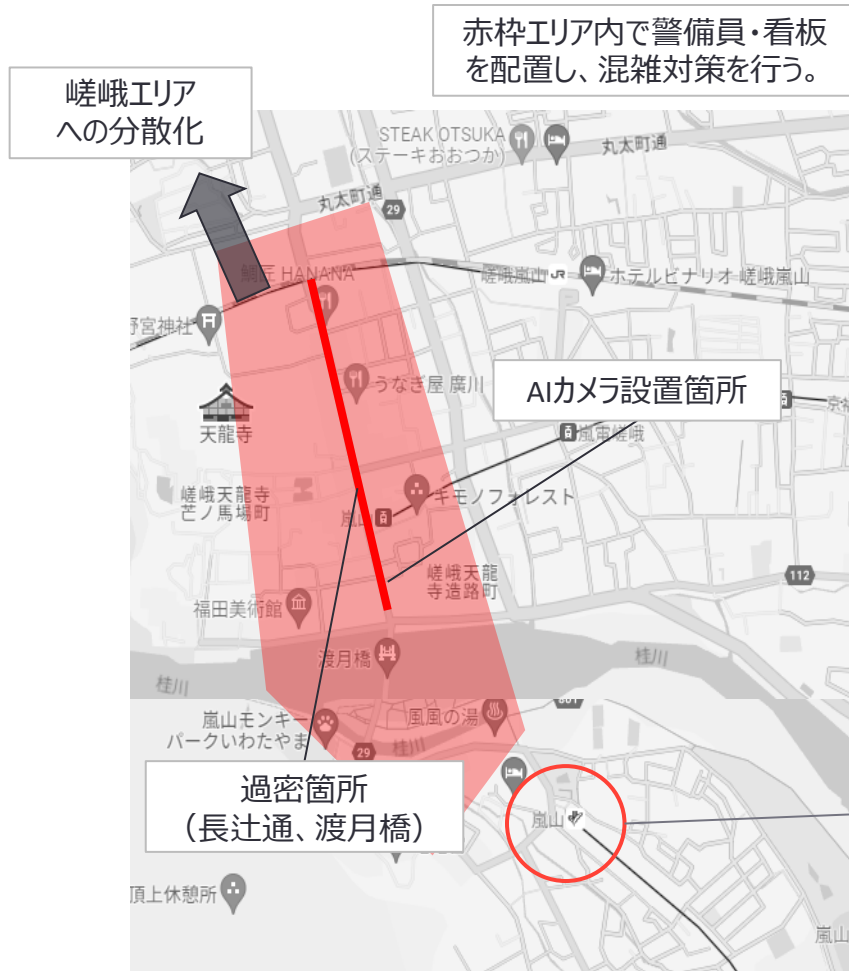 赤枠エリア内で警備員・看板
を配置し、混雑対策を行う。
嵯峨エリア
への分散化
STEAK OTSUKA
(ステーキおおつか)
丸太町通
丸太町通
29
鯛匠 HANANA
嵯峨嵐山
JR
ホテルビナリオ 嵯峨嵐山
野宮神社
うなぎ屋 廣川
AIカメラ設置箇所
天龍寺
嵐電嵯峨
嵯峨天龍寺
芒ノ馬場町
キモノフォレスト
嵐山
嵯峨天龍
寺造路町
112
福田美術館
渡月橋
桂川
桂川
嵐山モンキー
パークいわたやま
風風の湯
29
桂川
過密箇所
(長辻通、渡月橋)
嵐山
頂上休憩所
嵐山